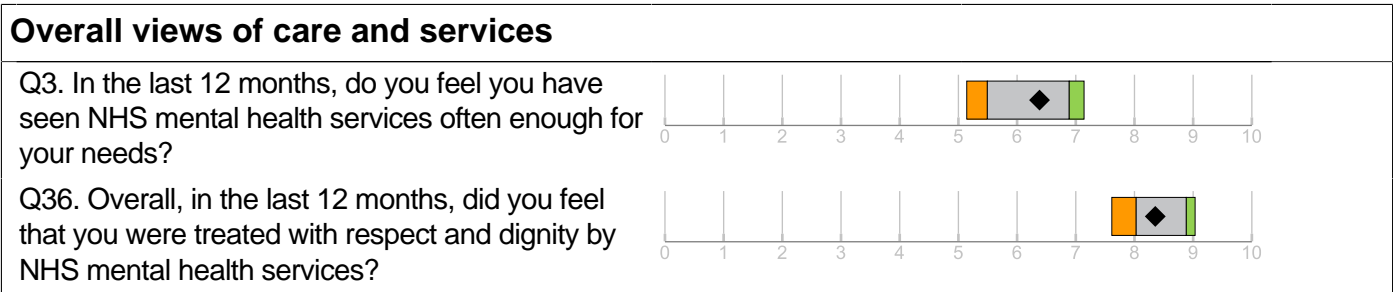 Overall views of care and services
Q3. In the last 12 months, do you feel you have
seen NHS mental health services often enough for
your needs?
0 1 2 3 4 5 6 7 8 9 10
Q36. Overall, in the last 12 months, did you feel
that you were treated with respect and dignity by
NHS mental health services?
0 1 2 3 4 5 6 7 8 9 10